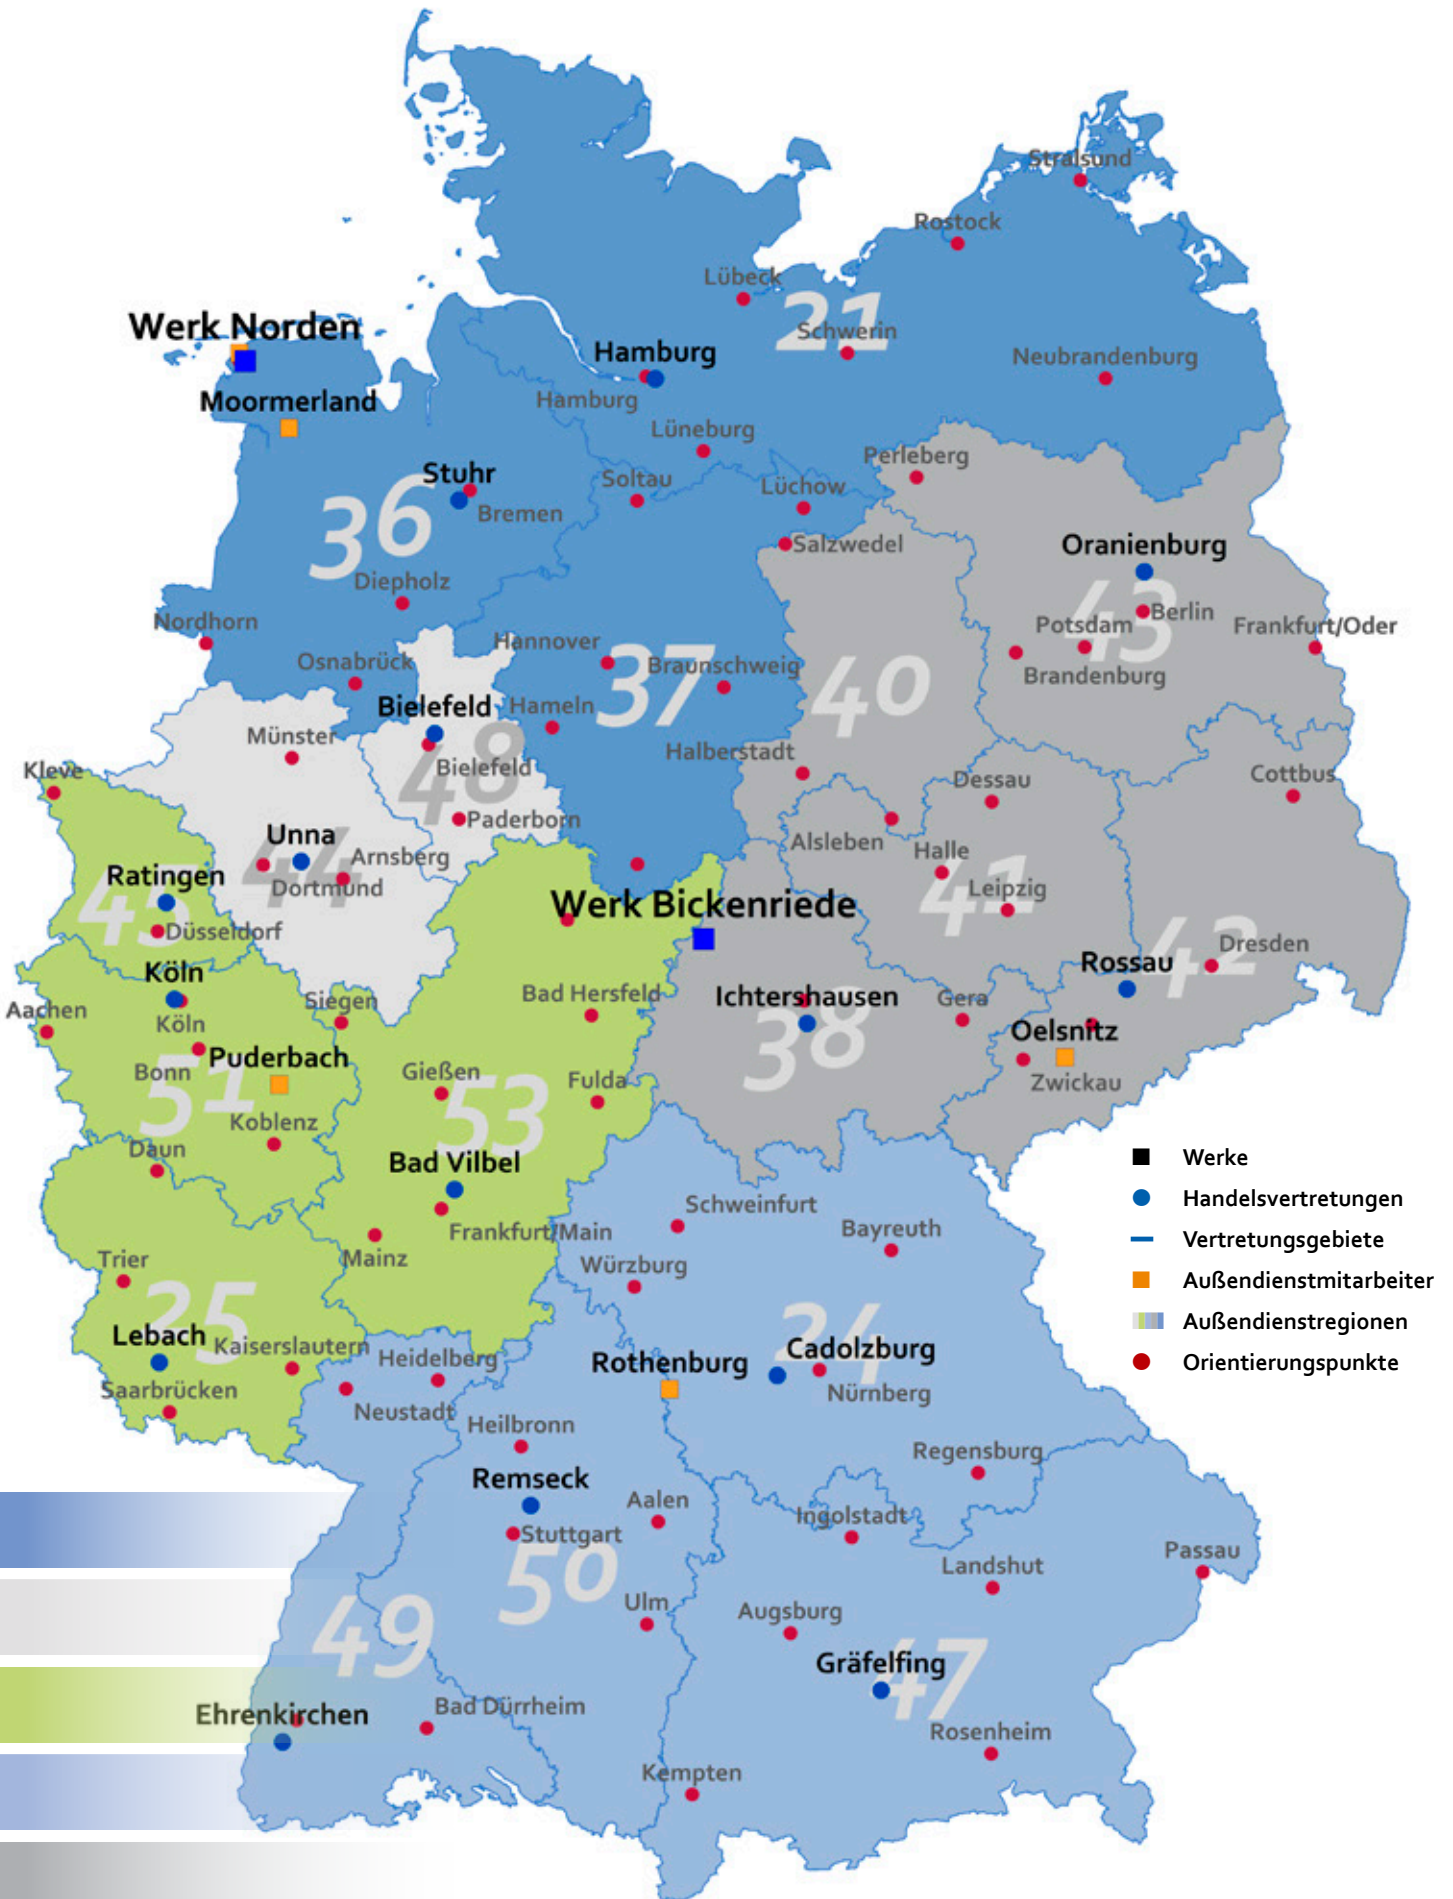 Stralsund
Rostock
Lübeck
21
Schwerin
Werk Norden
Hamburg
Neubrandenburg
Moormerland
Hamburg
Lüneburg
Perleberg
Stuhr
Soltau
Lüchow
36
Bremen
Salzwedel
Oranienburg
Diepholz
43
Berlin
Nordhorn
Potsdam
Frankfurt/Oder
Hannover
Osnabrück
37
Braunschweig
40
Brandenburg
Bielefeld
Hameln
Münster
Halberstadt
48
Bielefeld
Kleve
Dessau
Cottbus
Paderborn
Unna
Alsleben
Arnsberg
Halle
44
Ratingen
Dortmund
41
Leipzig
45
Werk Bickenriede
Düsseldorf
42
Dresden
Rossau
Köln
Siegen
Bad Hersfeld
Ichtershausen
Gera
Aachen
Köln
38
Oelsnitz
Puderbach
Bonn
51
Gießen
53
Fulda
Zwickau
Koblenz
Daun
Bad Vilbel
Werke
Handelsvertretungen
Vertretungsgebiete
Außendienstmitarbeiter
Außendienstregionen
Orientierungspunkte
Schweinfurt
Frankfurt/Main
Bayreuth
Trier
Mainz
Würzburg
25
24
Lebach
Kaiserslautern
Heidelberg
Rothenburg
Cadolzburg
Saarbrücken
Neustadt
Nürnberg
Heilbronn
Regensburg
Remseck
Aalen
Ingolstadt
Stuttgart
Passau
50
Landshut
49
Ulm
Augsburg
Gräfelfing
47
Ehrenkirchen
Bad Dürrheim
Rosenheim
Kempten